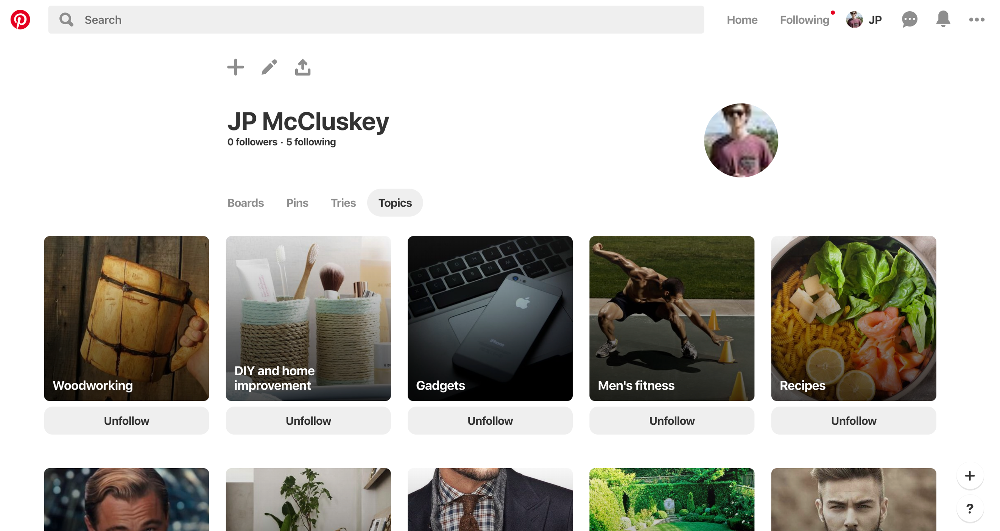 Search
Home
Following
JP
JP McCluskey
0 followers · 5 following
Boards
Pins
Tries
Topics
Woodworking
DIY and home
improvement
Gadgets
Men's fitness
Recipes
iPhone
Unfollow
Unfollow
Unfollow
Unfollow
Unfollow
?